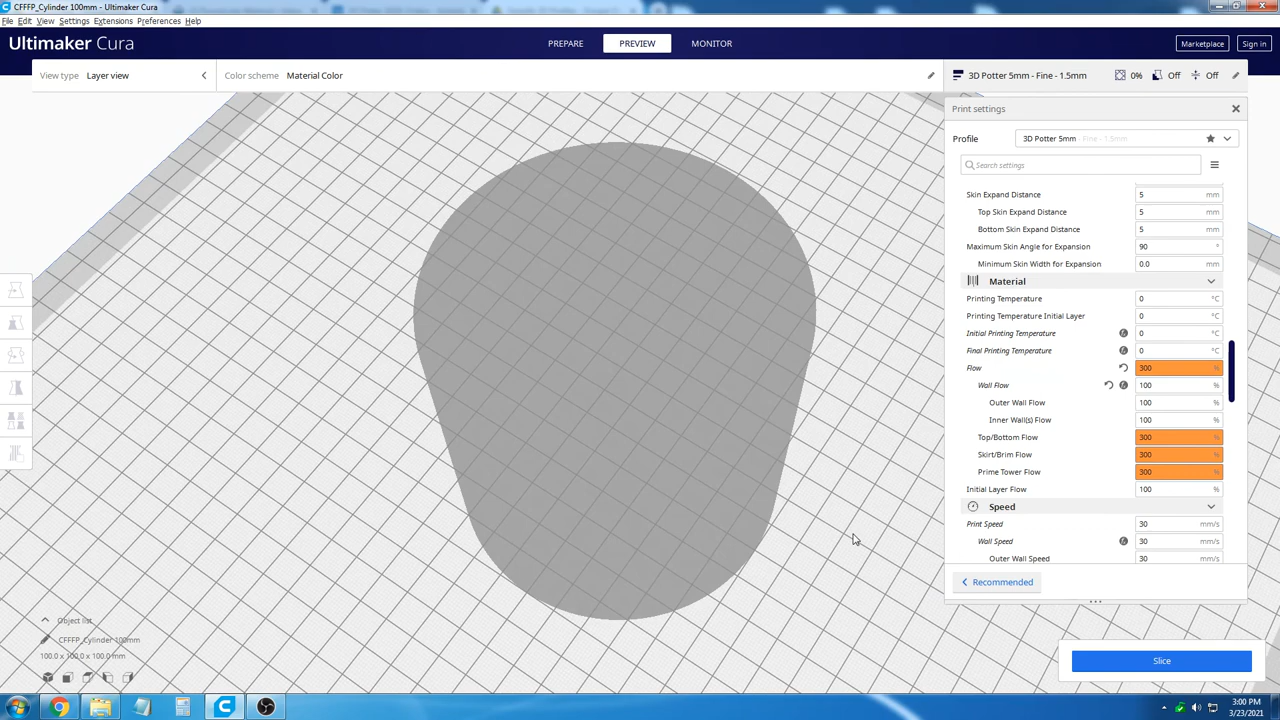 CFFFP_Cylinder 100mm - Ultimaker Cura
File Edit View Settings Extensions Preferences Help
Ultimaker Cura
PREPARE PREVIEW MONITOR
Marketplace Sign in
View type Layer view
Color scheme Material Color
3D Potter 5mm - Fine - 1.5mm 0% Off Off
Print settings
Profile 3D Potter 5mm - Fine - 1.5mm
Search settings
Skin Expand Distance 5 mm
Top Skin Expand Distance 5 mm
Bottom Skin Expand Distance 5 mm
Maximum Skin Angle for Expansion 90 °
Minimum Skin Width for Expansion 0.0 mm
Material
Printing Temperature 0 °C
Printing Temperature Initial Layer 0 °C
Initial Printing Temperature 0 °C
Final Printing Temperature 0 °C
Flow 300 %
Wall Flow 100 %
Outer Wall Flow 100 %
Inner Wall(s) Flow 100 %
Top/Bottom Flow 300 %
Skirt/Brim Flow 300 %
Prime Tower Flow 300 %
Initial Layer Flow 100 %
Speed
Print Speed 30 mm/s
Wall Speed 30 mm/s
Outer Wall Speed 30 mm/s
Recommended
Object list
CFFFP_Cylinder 100mm
100.0 x 100.0 x 100.0 mm
Slice
3:00 PM
3/23/2021